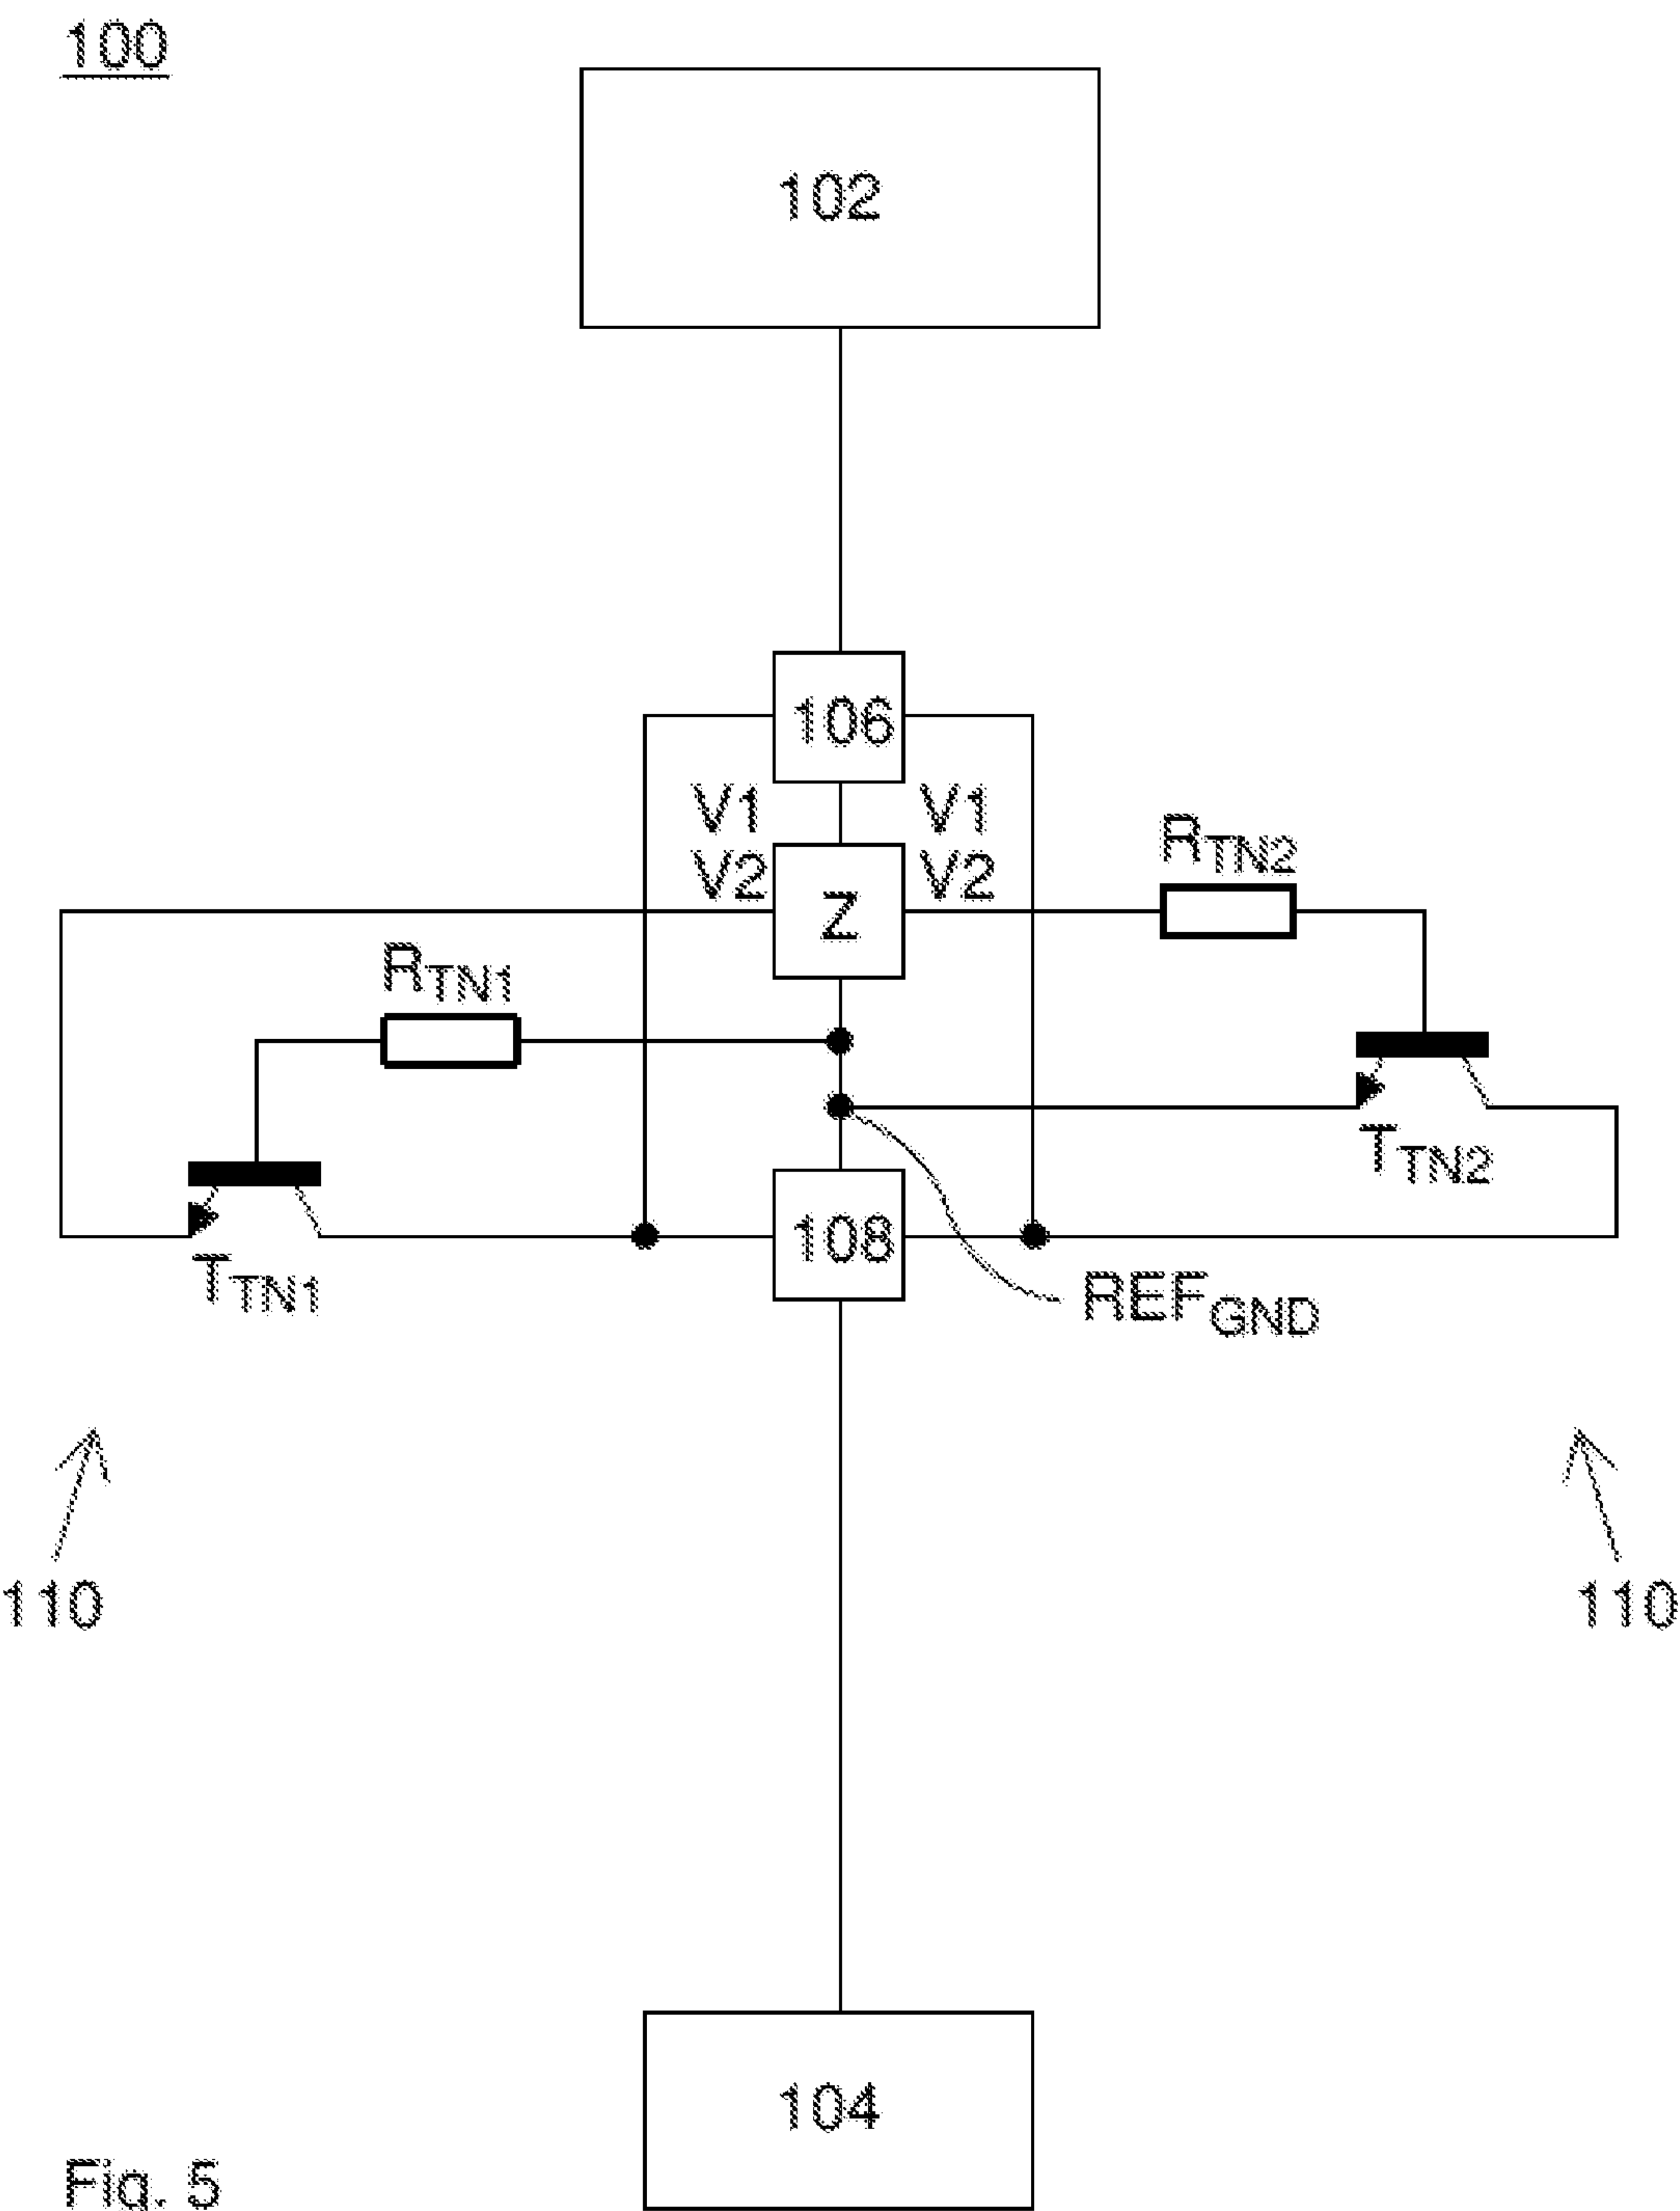 100
102
106
V1 V1
V2 V2
Z
RTN2
RTN1
TTN2
108
TTN1
REFGND
110 110
104
Fig. 5